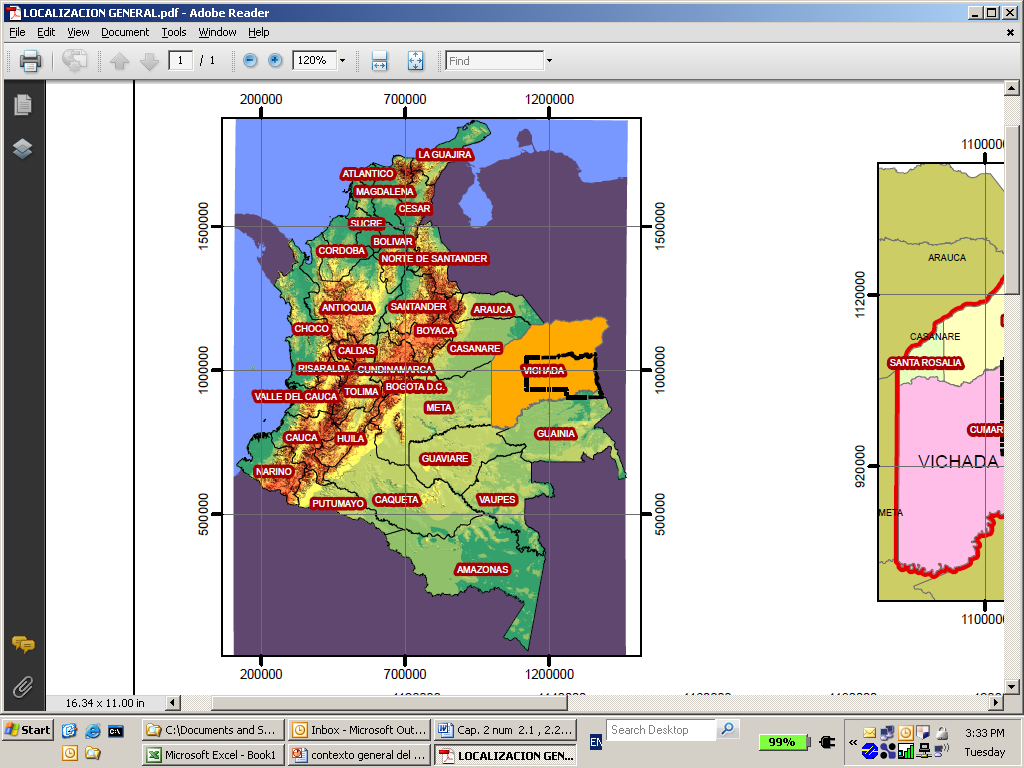 LOCALIZACION GENERAL.pdf - Adobe Reader
File Edit View Document Tools Window Help
1 / 1 120% Find
200000 700000 1200000
1500000
1000000
500000
LA GUAJIRA
ATLANTICO
MAGDALENA
CESAR
SUCRE
BOLIVAR
CORDOBA
NORTE DE SANTANDER
ANTIOQUIA
SANTANDER
ARAUCA
CHOCO
BOYACA
CALDAS
CASANARE
RISARALDA
CUNDINAMARCA
VICHADA
BOGOTA D.C.
TOLIMA
VALLE DEL CAUCA
META
CAUCA
HUILA
GUAINIA
GUAVIARE
NARINO
PUTUMAYO
CAQUETA
VAUPES
AMAZONAS
1500000
1000000
500000
200000 700000 1200000
1120000
920000
ARAUCA
CASANARE
SANTA ROSALIA
CUMAR
VICHADA
META
16.34 x 11.00 in
Start
C:\Documents and S...
Inbox - Microsoft Out...
Cap. 2 num 2.1 , 2.2...
EN
Search Desktop
99%
3:33 PM
Microsoft Excel - Book1
contexto general del ...
LOCALIZACION GEN...
Tuesday